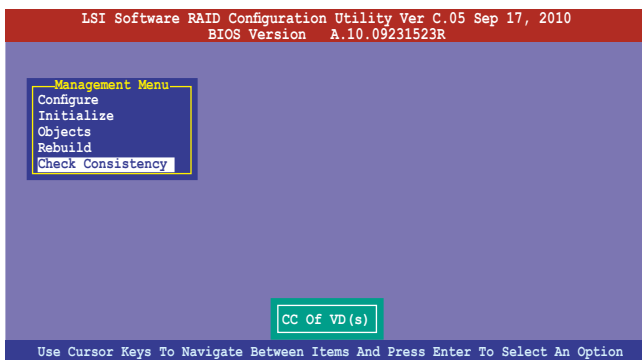 LSI Software RAID Configuration Utility Ver C.05 Sep 17, 2010
BIOS Version A.10.09231523R
Management Menu
Configure
Initialize
Objects
Rebuild
Check Consistency
CC Of VD(s)
Use Cursor Keys To Navigate Between Items And Press Enter To Select An Option